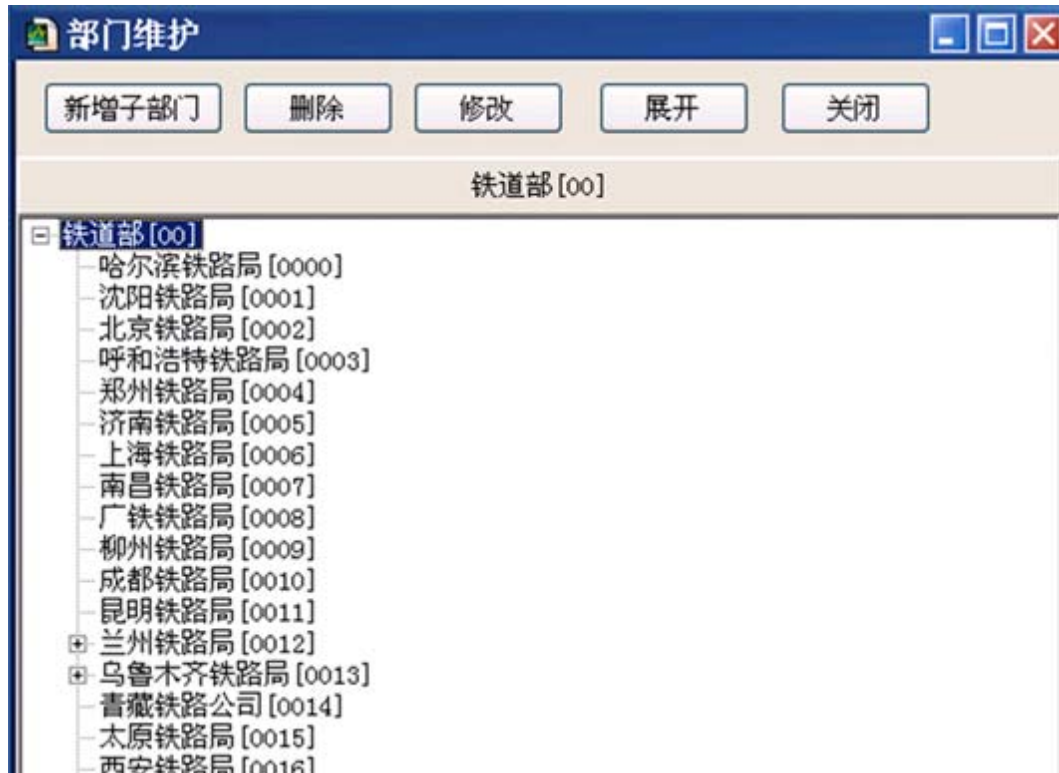 部门维护
新增子部门 删除 修改 展开 关闭
铁道部[00]
铁道部[00]
哈尔滨铁路局[0000]
沈阳铁路局[0001]
北京铁路局[0002]
呼和浩特铁路局[0003]
郑州铁路局[0004]
济南铁路局[0005]
上海铁路局[0006]
南昌铁路局[0007]
广铁铁路局[0008]
柳州铁路局[0009]
成都铁路局[0010]
昆明铁路局[0011]
兰州铁路局[0012]
乌鲁木齐铁路局[0013]
青藏铁路公司[0014]
太原铁路局[0015]
西安铁路局[0016]